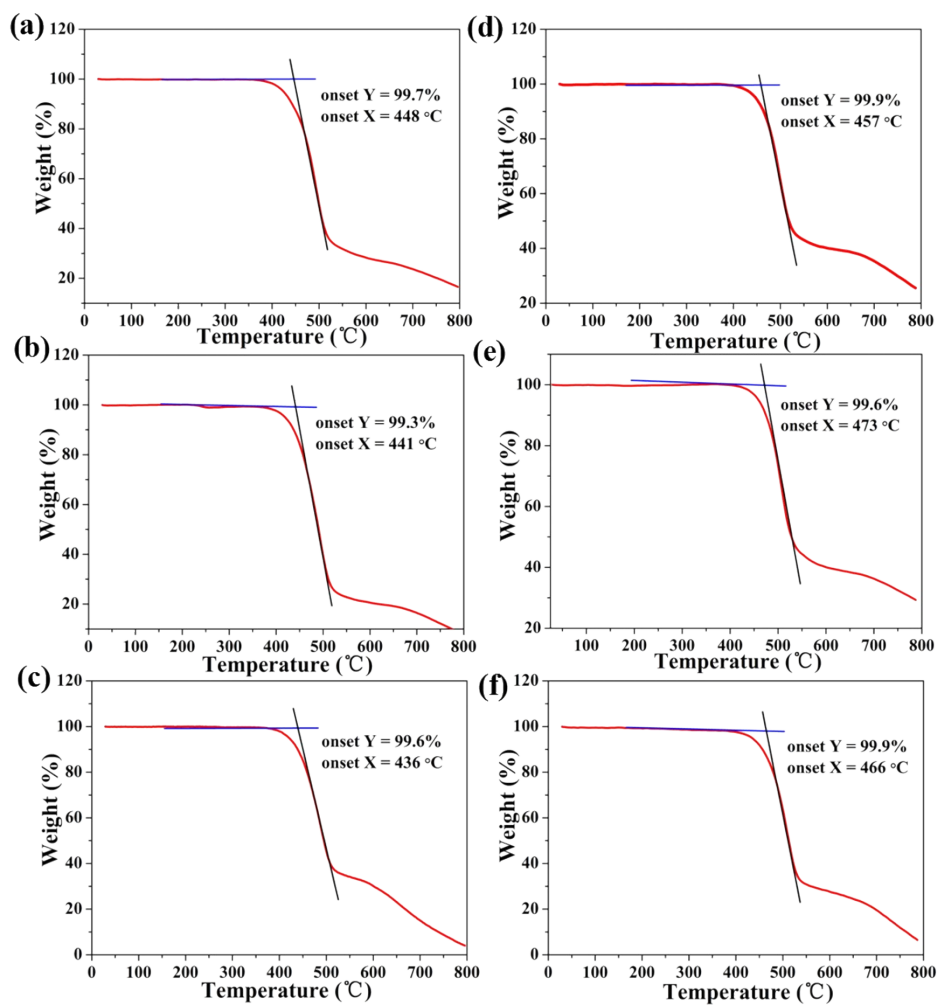 (a)
120
100
80
60
40
20
Weight (%)
onset Y = 99.7%
onset X = 448 °C
0 100 200 300 400 500 600 700 800
Temperature (℃)
(d)
120
100
80
60
40
20
Weight (%)
onset Y = 99.9%
onset X = 457 °C
0 100 200 300 400 500 600 700 800
Temperature (℃)
(b)
120
100
80
60
40
20
Weight (%)
onset Y = 99.3%
onset X = 441 °C
0 100 200 300 400 500 600 700 800
Temperature (℃)
(e)
100
80
60
40
20
Weight (%)
onset Y = 99.6%
onset X = 473 °C
100 200 300 400 500 600 700 800
Temperature (℃)
(c)
120
100
80
60
40
20
0
Weight (%)
onset Y = 99.6%
onset X = 436 °C
0 100 200 300 400 500 600 700 800
Temperature (℃)
(f)
120
100
80
60
40
20
0
Weight (%)
onset Y = 99.9%
onset X = 466 °C
0 100 200 300 400 500 600 700 800
Temperature (℃)